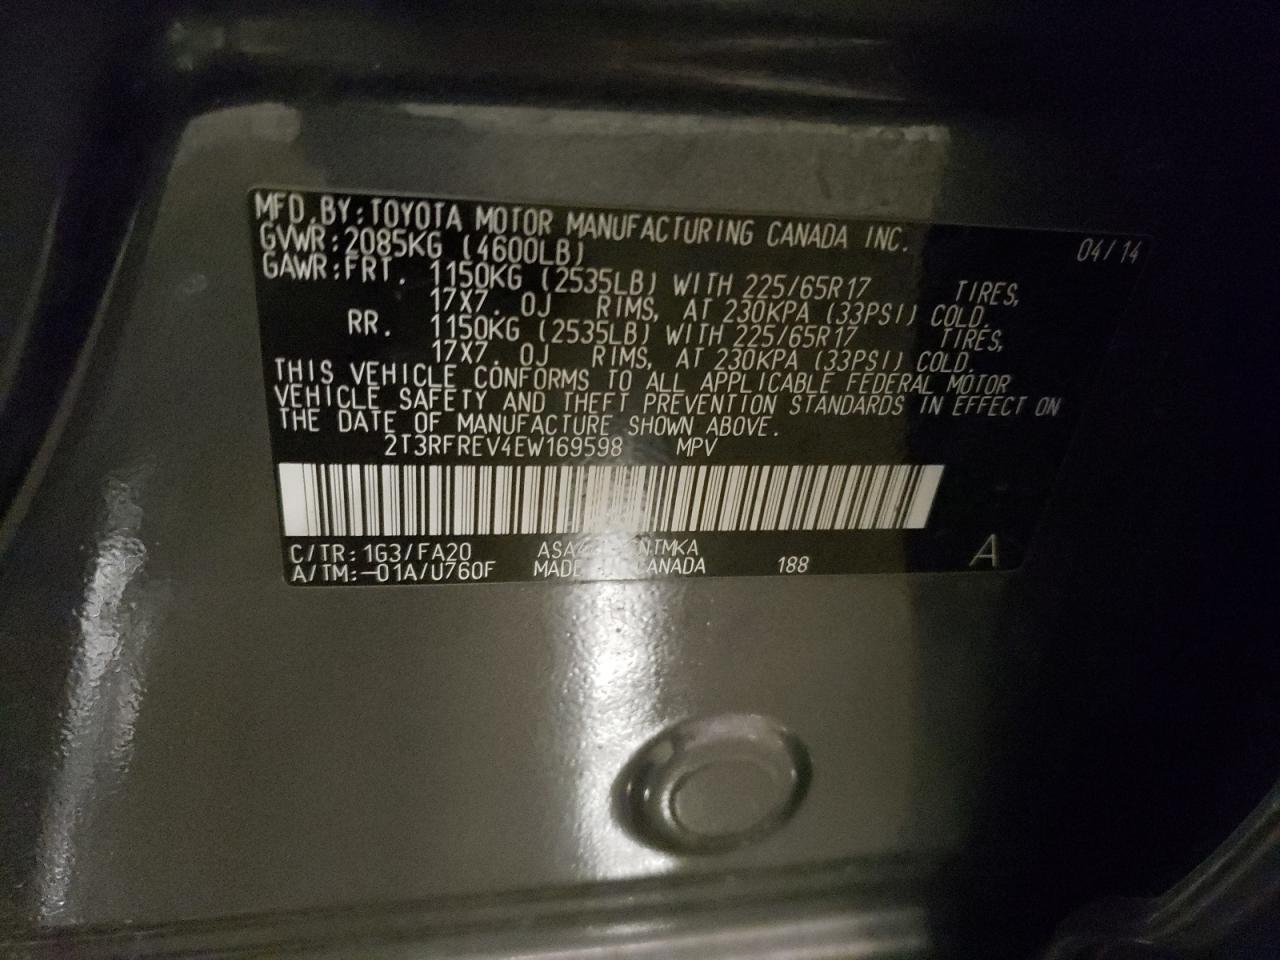 MFD.BY:TOYOTA MOTOR MANUFACTURING CANADA INC.
04/14
GVWR:2085KG (4600LB)
GAWR:FRT. 1150KG (2535LB) WITH 225/65R17 TIRES,
17X7.0J RIMS, AT 230KPA (33PSI) COLD.
RR. 1150KG (2535LB) WITH 225/65R17 TIRES,
17X7.0J RIMS, AT 230KPA (33PSI) COLD.
THIS VEHICLE CONFORMS TO ALL APPLICABLE FEDERAL MOTOR
VEHICLE SAFETY AND THEFT PREVENTION STANDARDS IN EFFECT ON
THE DATE OF MANUFACTURE SHOWN ABOVE.
2T3RFREV4EW169598 MPV
C/TR:1G3/FA20
A/TM:-01A/U760F MADE IN CANADA 188
A